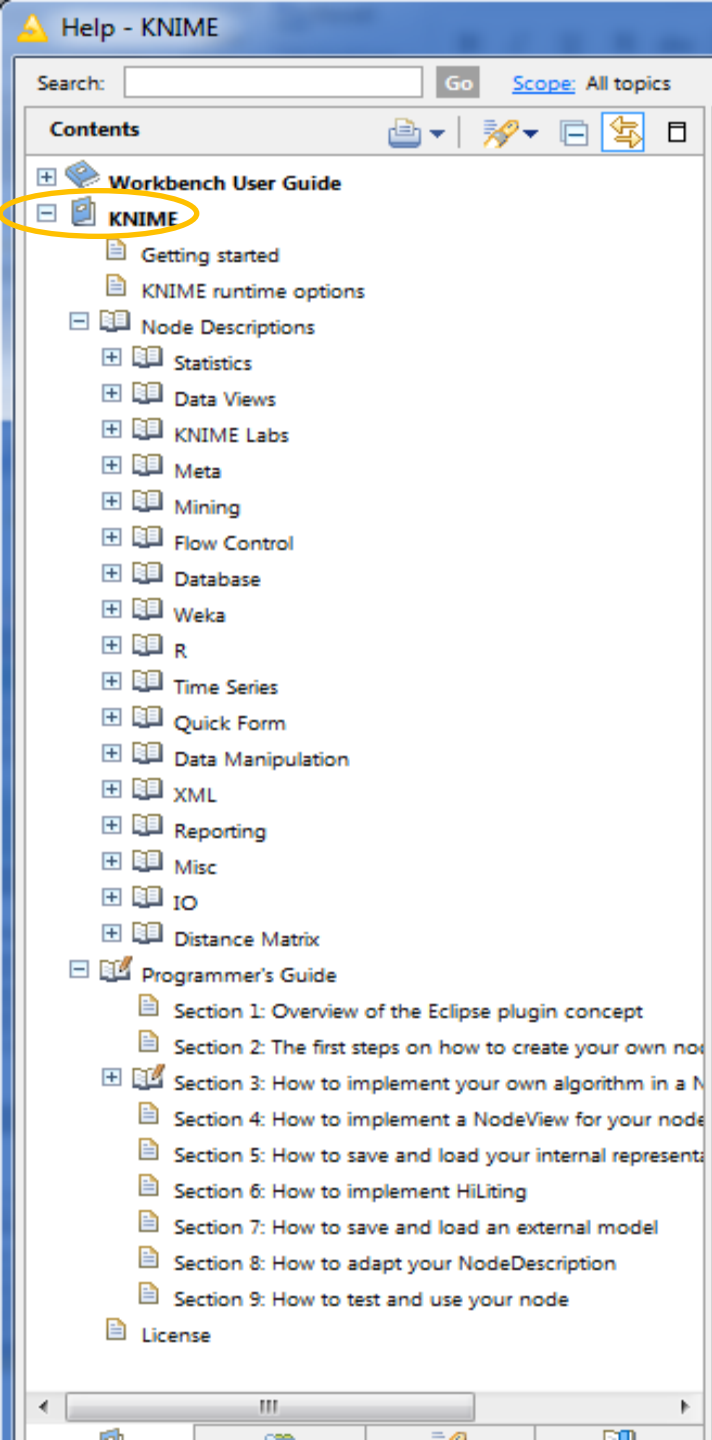 Help - KNIME
Search: Go Scope: All topics
Contents
Workbench User Guide
KNIME
Getting started
KNIME runtime options
Node Descriptions
Statistics
Data Views
KNIME Labs
Meta
Mining
Flow Control
Database
Weka
R
Time Series
Quick Form
Data Manipulation
XML
Reporting
Misc
IO
Distance Matrix
Programmer's Guide
Section 1: Overview of the Eclipse plugin concept
Section 2: The first steps on how to create your own no
Section 3: How to implement your own algorithm in a N
Section 4: How to implement a NodeView for your node
Section 5: How to save and load your internal representa
Section 6: How to implement HiLiting
Section 7: How to save and load an external model
Section 8: How to adapt your NodeDescription
Section 9: How to test and use your node
License